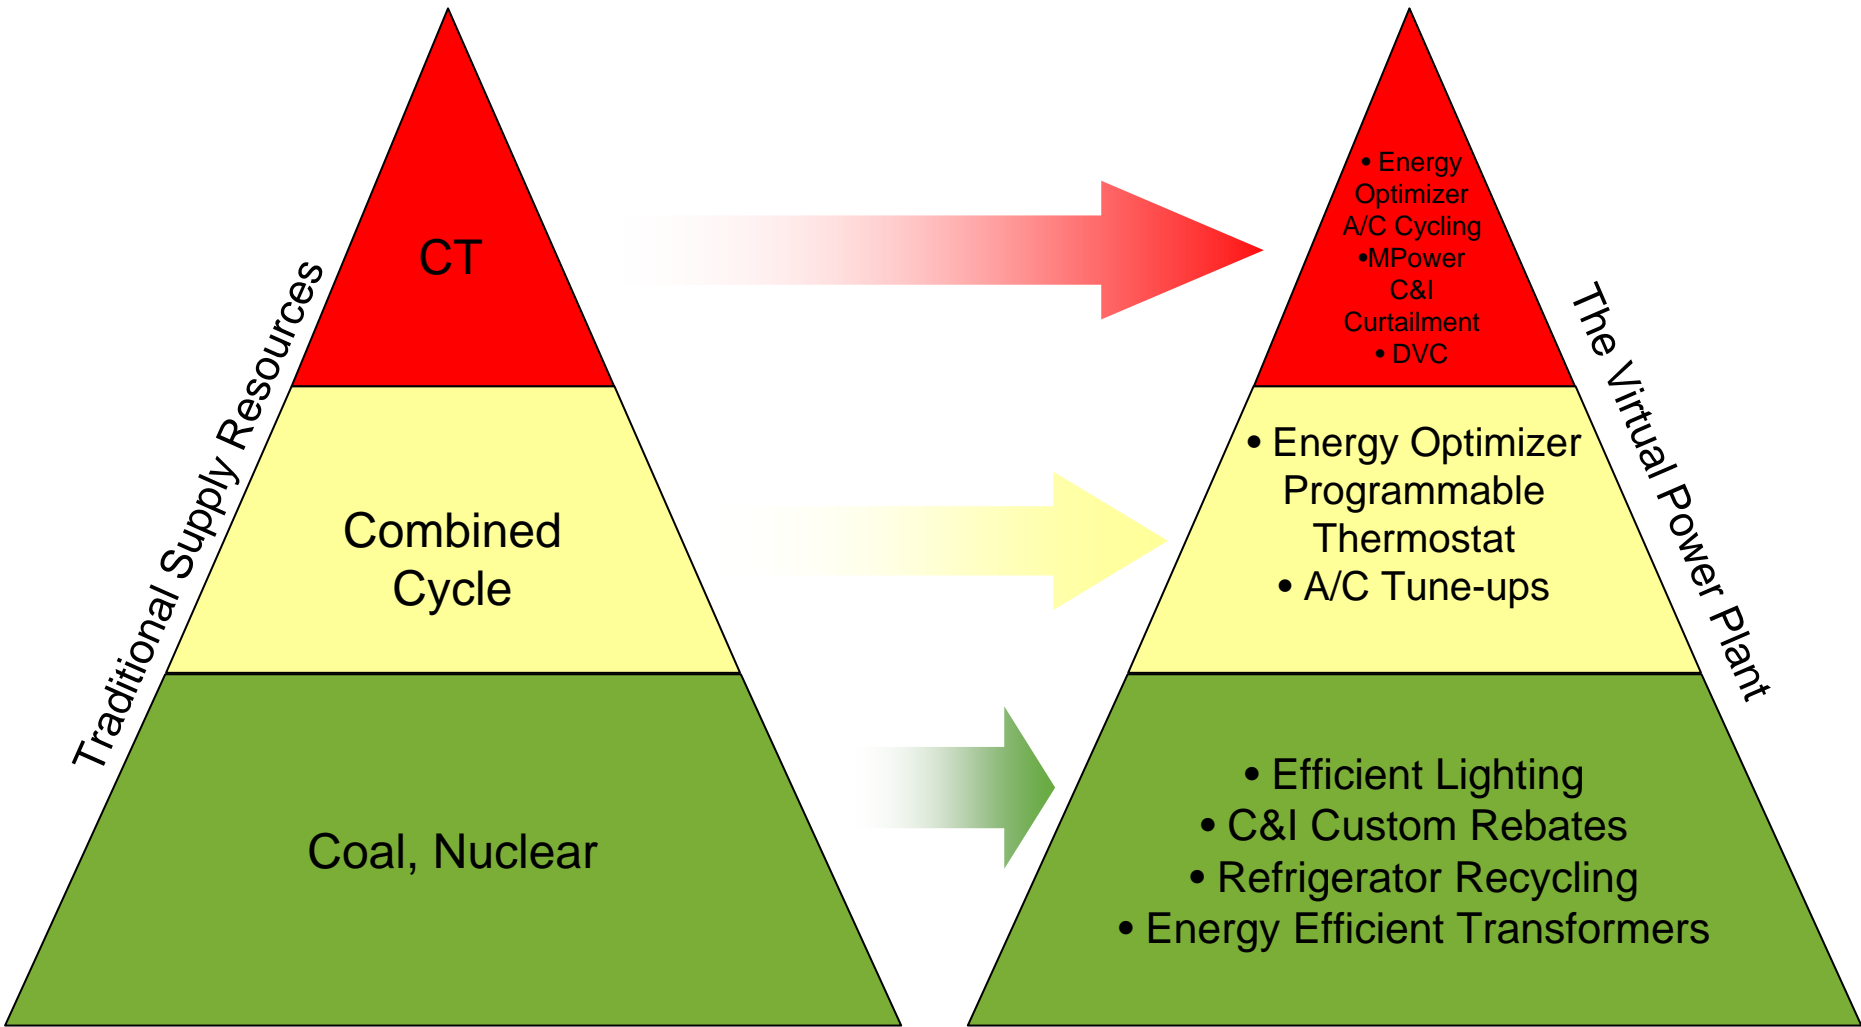 Traditional Supply Resources
CT
Combined
Cycle
Coal, Nuclear
• Energy
Optimizer
A/C Cycling
•MPower
C&I
Curtailment
• DVC
• Energy Optimizer
Programmable
Thermostat
• A/C Tune-ups
• Efficient Lighting
• C&I Custom Rebates
• Refrigerator Recycling
• Energy Efficient Transformers
The Virtual Power Plant